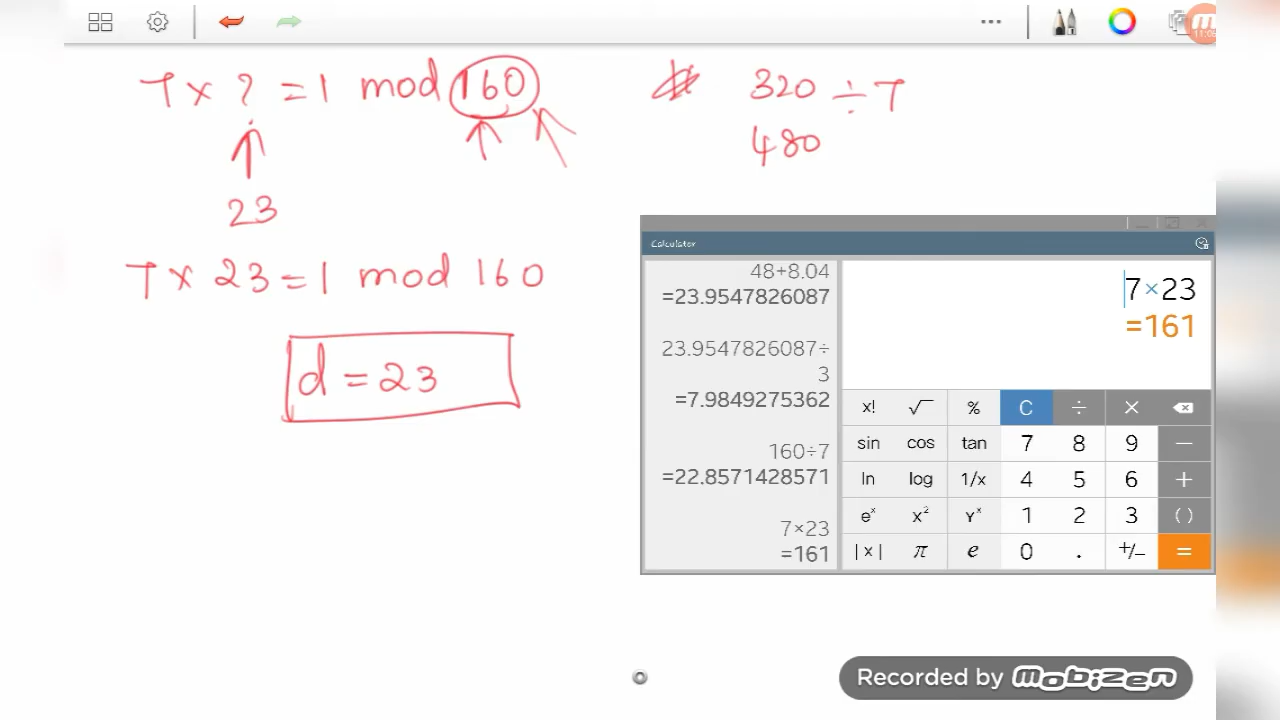 7 x ? = 1 mod 160
23
7 x 23 = 1 mod 160
d = 23
320 ÷ 7
480
Calculator
48+8.04
=23.9547826087
23.9547826087÷
3
=7.9849275362
160÷7
=22.8571428571
7×23
=161
7×23
=161
x! √ % C ÷ ×
sin cos tan 7 8 9 −
ln log 1/x 4 5 6 +
eˣ x² Yˣ 1 2 3 ( )
|x| π e 0 . +/− =
Recorded by mobizen